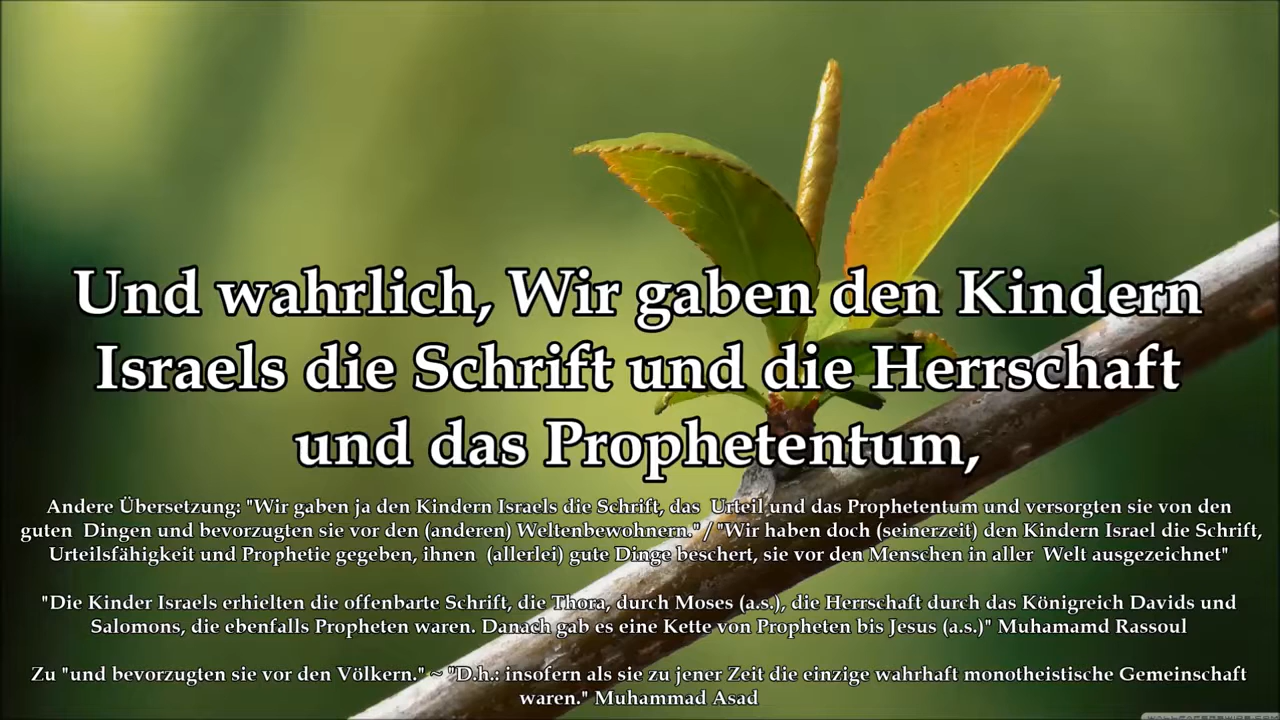 Und wahrlich, Wir gaben den Kindern
Israels die Schrift und die Herrschaft
und das Prophetentum,
Andere Übersetzung: "Wir gaben ja den Kindern Israels die Schrift, das Urteil und das Prophetentum und versorgten sie von den
guten Dingen und bevorzugten sie vor den (anderen) Weltenbewohnern." / "Wir haben doch (seinerzeit) den Kindern Israel die Schrift,
Urteilsfähigkeit und Prophetie gegeben, ihnen (allerlei) gute Dinge beschert, sie vor den Menschen in aller Welt ausgezeichnet"
"Die Kinder Israels erhielten die offenbarte Schrift, die Thora, durch Moses (a.s.), die Herrschaft durch das Königreich Davids und
Salomons, die ebenfalls Propheten waren. Danach gab es eine Kette von Propheten bis Jesus (a.s.)" Muhamamd Rassoul
Zu "und bevorzugten sie vor den Völkern." ~ "D.h.: insofern als sie zu jener Zeit die einzige wahrhaft monotheistische Gemeinschaft
waren." Muhammad Asad